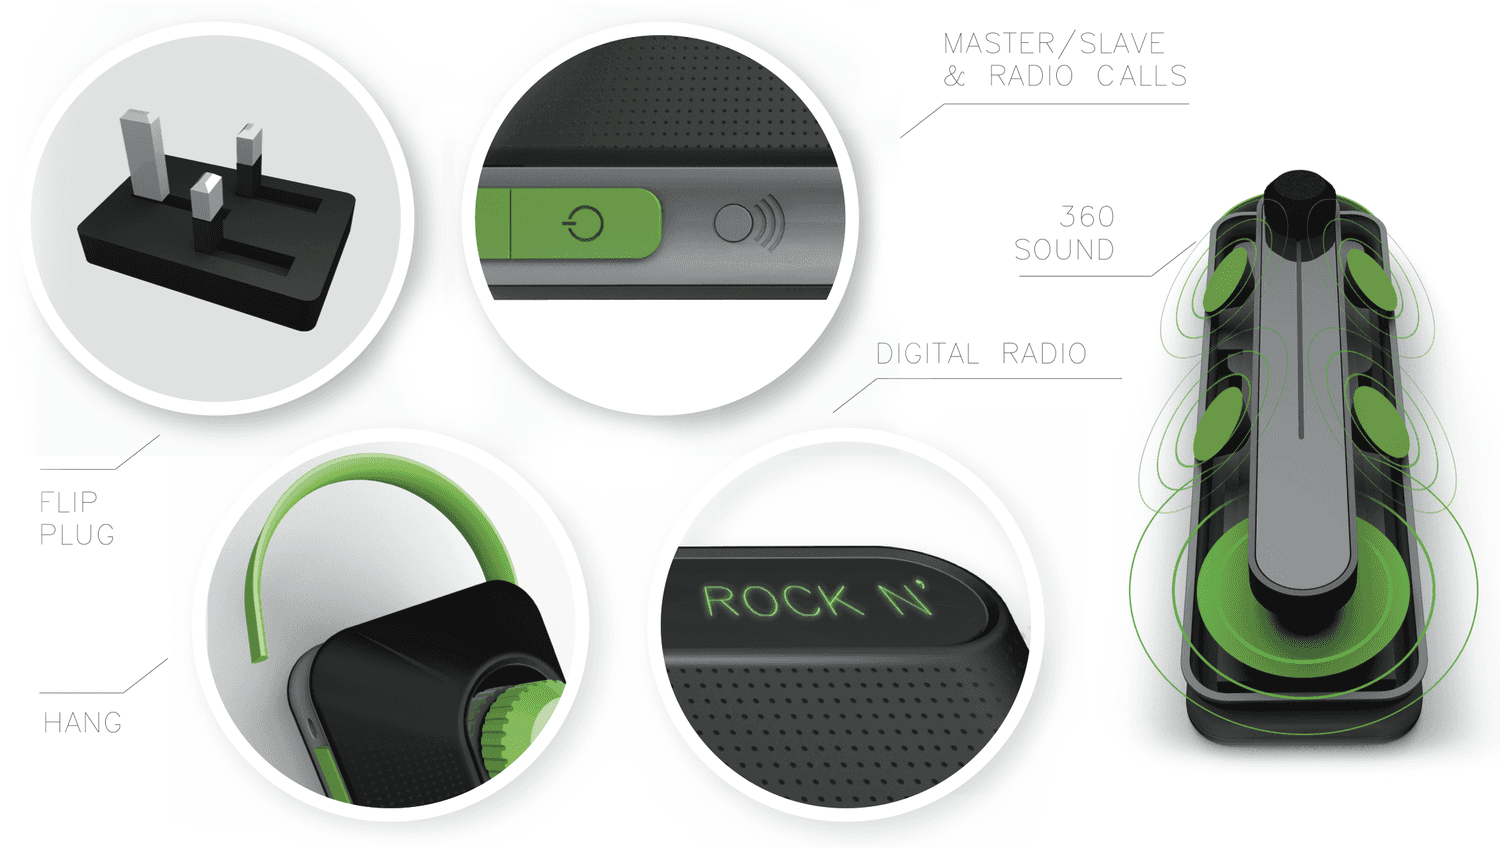 MASTER/SLAVE
& RADIO CALLS
360
SOUND
DIGITAL RADIO
FLIP
PLUG
ROCK N'
HANG